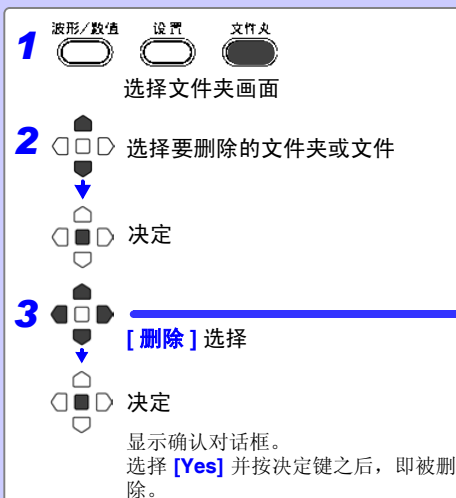 波形/数值 设置 文件夹
1
选择文件夹画面
2 选择要删除的文件夹或文件
决定
3
[ 删除 ] 选择
决定
显示确认对话框。
选择 [Yes] 并按决定键之后，即被删
除。